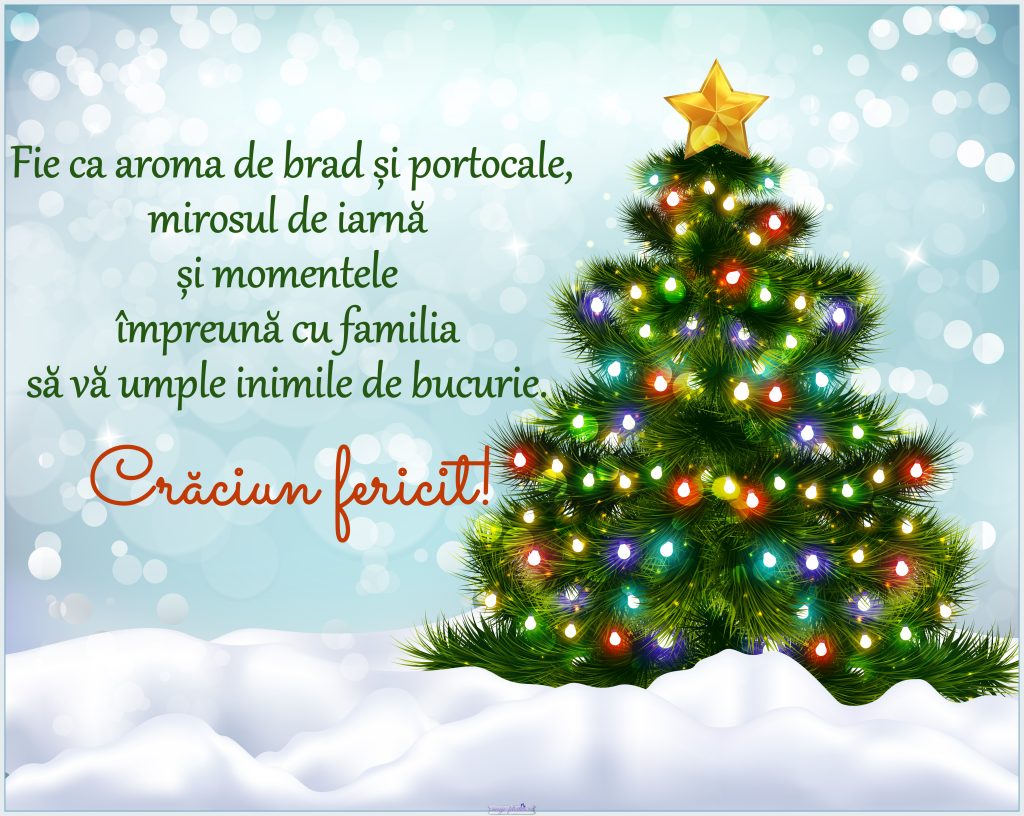 Fie ca aroma de brad și portocale,
mirosul de iarnă
și momentele
împreună cu familia
să vă umple inimile de bucurie.
Crăciun fericit!